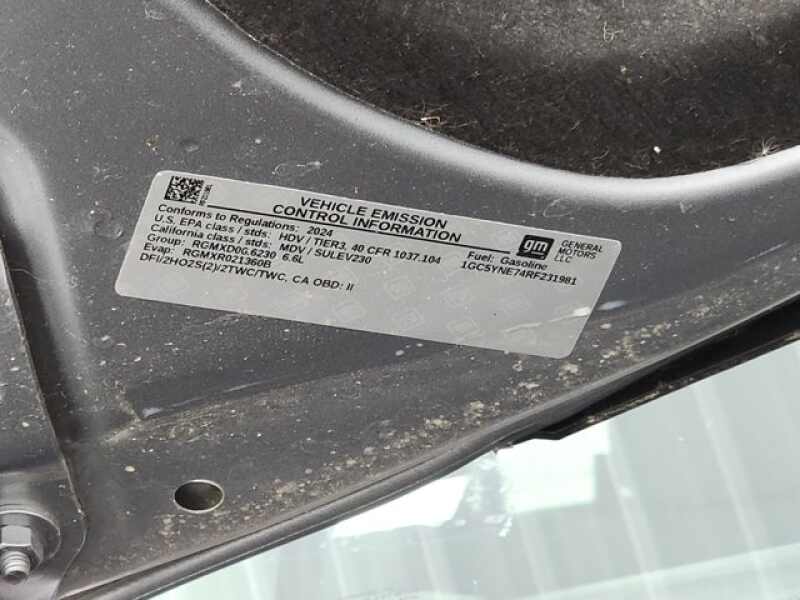 VEHICLE EMISSION
CONTROL INFORMATION
Conforms to Regulations: 2024
U.S. EPA class / stds: HDV / TIER3, 40 CFR 1037.104
California class / stds: MDV / SULEV230
Group: RGMXD0G.6230 6.6L
Evap: RGMXR021360B
DFI/2HO2S(2)/2TWC/TWC, CA OBD: II
Fuel: Gasoline
1GC5YNE74RF231981
gm
GENERAL
MOTORS
LLC